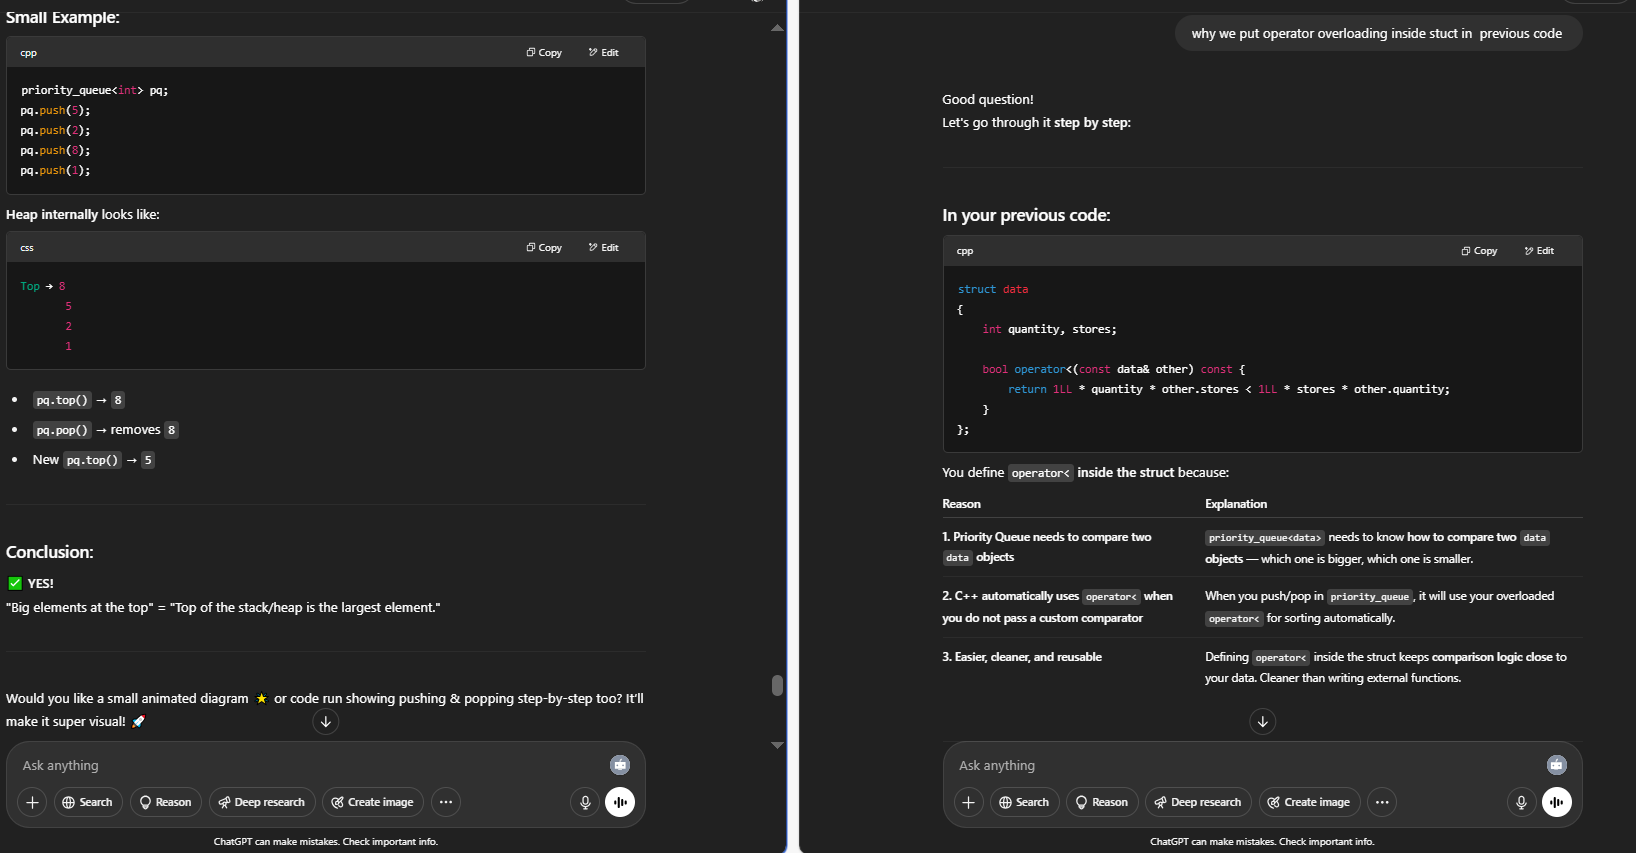 Small Example:
cpp
Copy Edit
priority_queue<int> pq;
pq.push(5);
pq.push(2);
pq.push(8);
pq.push(1);
Heap internally looks like:
css
Copy Edit
Top → 8
5
2
1
• pq.top() → 8
• pq.pop() → removes 8
• New pq.top() → 5
Conclusion:
✅ YES!
"Big elements at the top" = "Top of the stack/heap is the largest element."
Would you like a small animated diagram ⭐ or code run showing pushing & popping step-by-step too? It'll
make it super visual! 🚀
Ask anything
Search Reason Deep research Create image ...
ChatGPT can make mistakes. Check important info.
why we put operator overloading inside stuct in previous code
Good question!
Let's go through it step by step:
In your previous code:
cpp
Copy Edit
struct data
{
int quantity, stores;
bool operator<(const data& other) const {
return 1LL * quantity * other.stores < 1LL * stores * other.quantity;
}
};
You define operator< inside the struct because:
Reason Explanation
1. Priority Queue needs to compare two
data objects
priority_queue<data> needs to know how to compare two data
objects — which one is bigger, which one is smaller.
2. C++ automatically uses operator< when
you do not pass a custom comparator
When you push/pop in priority_queue, it will use your overloaded
operator< for sorting automatically.
3. Easier, cleaner, and reusable
Defining operator< inside the struct keeps comparison logic close to
your data. Cleaner than writing external functions.
Ask anything
Search Reason Deep research Create image ...
ChatGPT can make mistakes. Check important info.